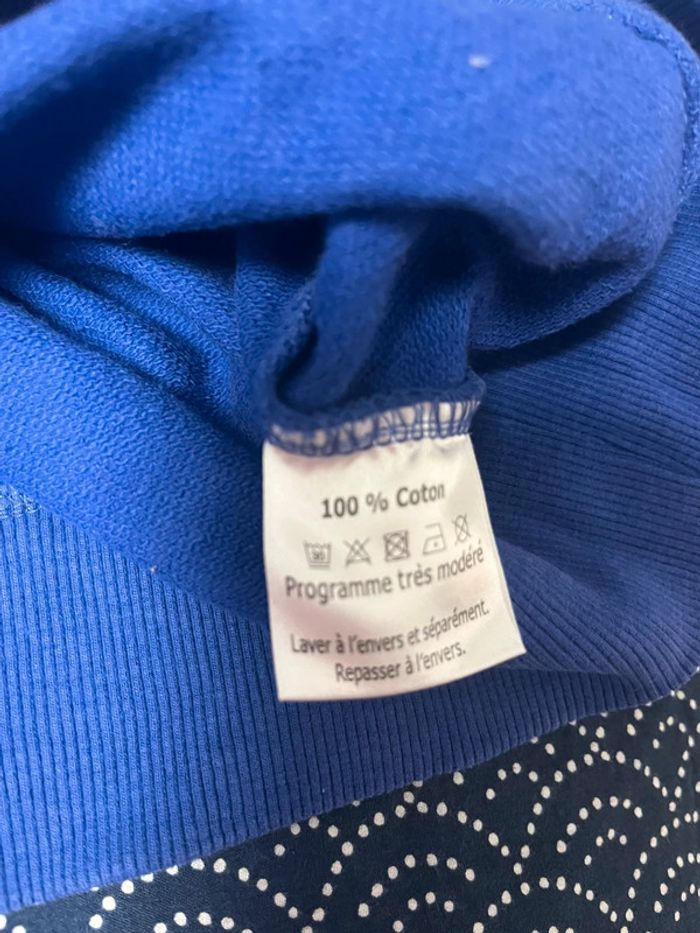 100 % Coton
Programme très modéré
Laver à l'envers et séparément.
Repasser à l'envers.